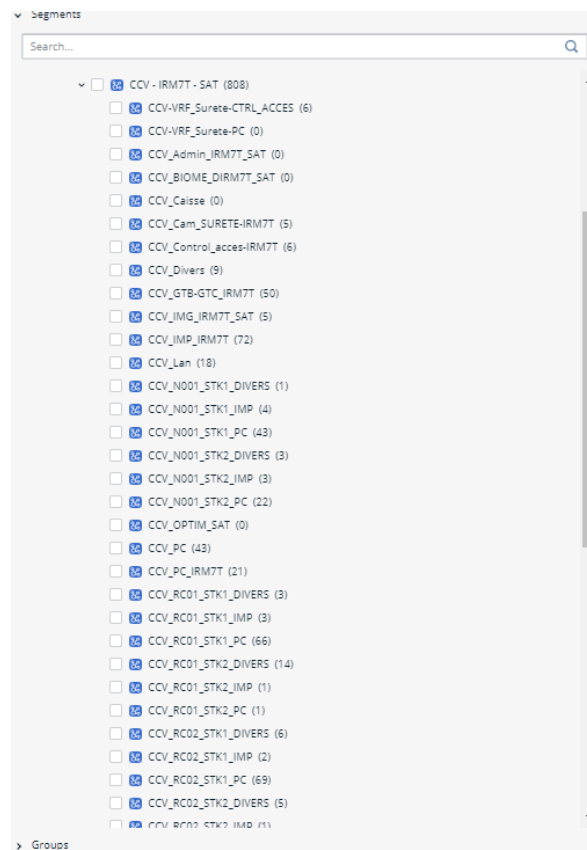 Segments
Search...
CCV - IRM7T - SAT (808)
CCV-VRF_Surete-CTRL_ACCES (6)
CCV-VRF_Surete-PC (0)
CCV_Admin_IRM7T_SAT (0)
CCV_BIOME_DIRM7T_SAT (0)
CCV_Caisse (0)
CCV_Cam_SURETE-IRM7T (5)
CCV_Control_acces-IRM7T (6)
CCV_Divers (9)
CCV_GTB-GTC_IRM7T (50)
CCV_IMG_IRM7T_SAT (5)
CCV_IMP_IRM7T (72)
CCV_Lan (18)
CCV_N001_STK1_DIVERS (1)
CCV_N001_STK1_IMP (4)
CCV_N001_STK1_PC (43)
CCV_N001_STK2_DIVERS (3)
CCV_N001_STK2_IMP (3)
CCV_N001_STK2_PC (22)
CCV_OPTIM_SAT (0)
CCV_PC (43)
CCV_PC_IRM7T (21)
CCV_RC01_STK1_DIVERS (3)
CCV_RC01_STK1_IMP (3)
CCV_RC01_STK1_PC (66)
CCV_RC01_STK2_DIVERS (14)
CCV_RC01_STK2_IMP (1)
CCV_RC01_STK2_PC (1)
CCV_RC02_STK1_DIVERS (6)
CCV_RC02_STK1_IMP (2)
CCV_RC02_STK1_PC (69)
CCV_RC02_STK2_DIVERS (5)
CCV_RC02_STK2_IMP (1)
Groups